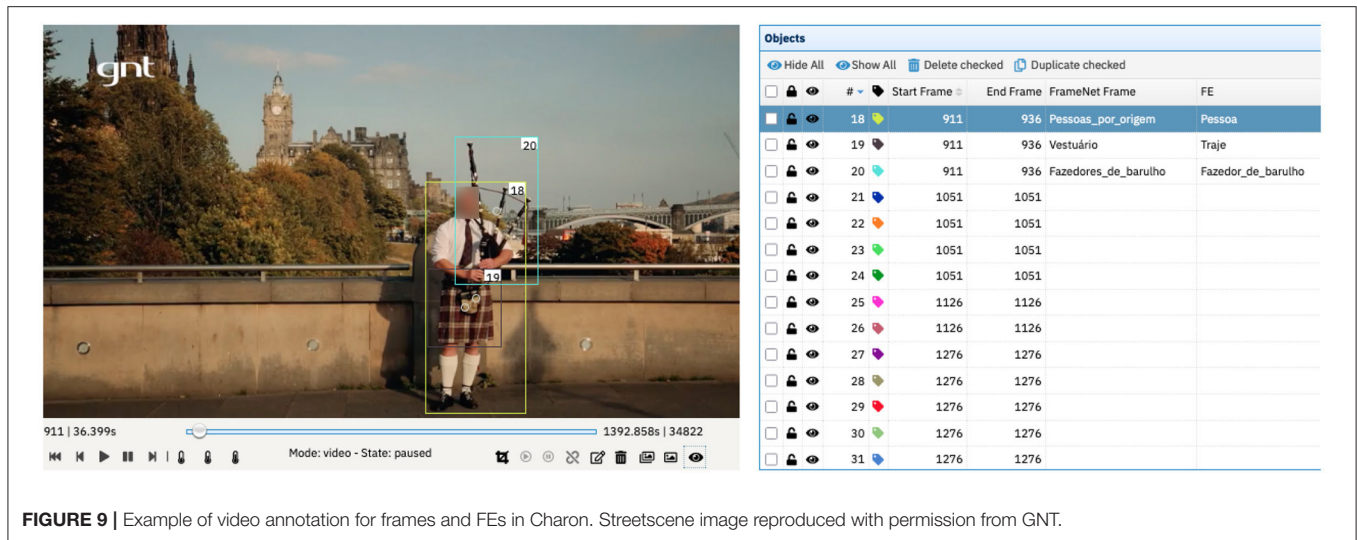 gnt
20
18
19
911 | 36.399s
1392.858s | 34822
Mode: video - State: paused
Objects
Hide All Show All Delete checked Duplicate checked
# Start Frame End Frame FrameNet Frame FE
18 911 936 Pessoas_por_origem Pessoa
19 911 936 Vestuário Traje
20 911 936 Fazedores_de_barulho Fazedor_de_barulho
21 1051 1051
22 1051 1051
23 1051 1051
24 1051 1051
25 1126 1126
26 1126 1126
27 1276 1276
28 1276 1276
29 1276 1276
30 1276 1276
31 1276 1276
FIGURE 9 | Example of video annotation for frames and FEs in Charon. Streetscene image reproduced with permission from GNT.